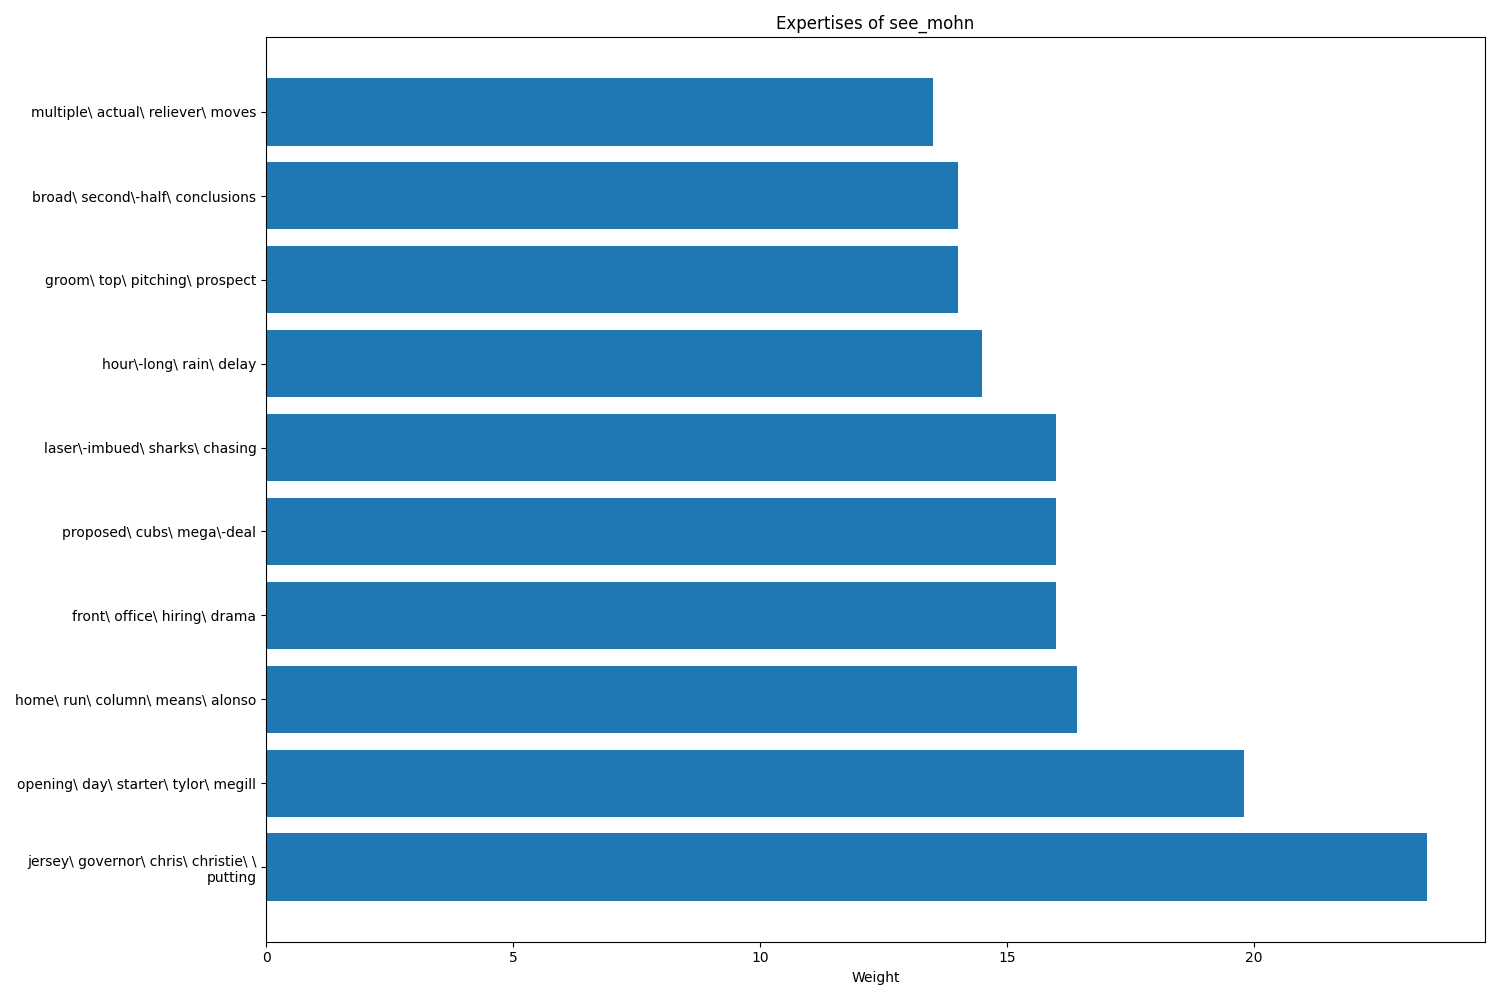 Expertises of see_mohn
multiple\ actual\ reliever\ moves
broad\ second\-half\ conclusions
groom\ top\ pitching\ prospect
hour\-long\ rain\ delay
laser\-imbued\ sharks\ chasing
proposed\ cubs\ mega\-deal
front\ office\ hiring\ drama
home\ run\ column\ means\ alonso
opening\ day\ starter\ tylor\ megill
jersey\ governor\ chris\ christie\ \
putting
0 5 10 15 20
Weight